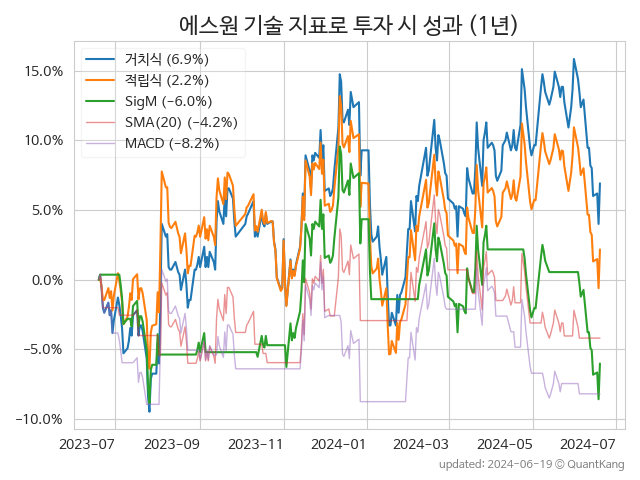 에스원 기술 지표로 투자 시 성과 (1년)
거치식 (6.9%)
적립식 (2.2%)
SigM (−6.0%)
SMA(20) (−4.2%)
MACD (−8.2%)
15.0%
10.0%
5.0%
0.0%
−5.0%
−10.0%
2023−07 2023−09 2023−11 2024−01 2024−03 2024−05 2024−07
updated: 2024−06−19 © QuantKang